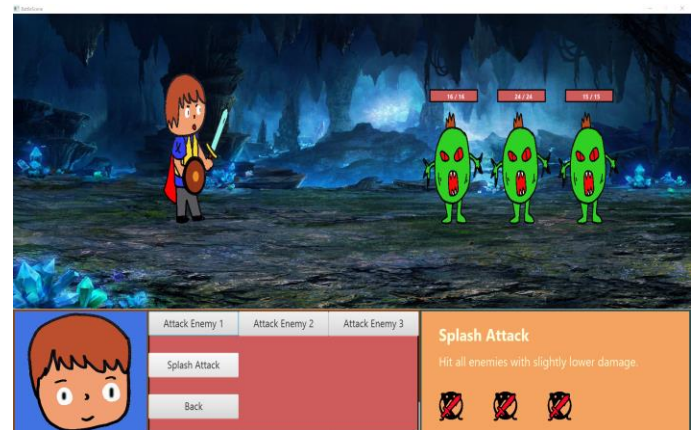 BattleScene
16 / 16
24 / 24
15 / 15
Attack Enemy 1
Attack Enemy 2
Attack Enemy 3
Splash Attack
Back
Splash Attack
Hit all enemies with slightly lower damage.